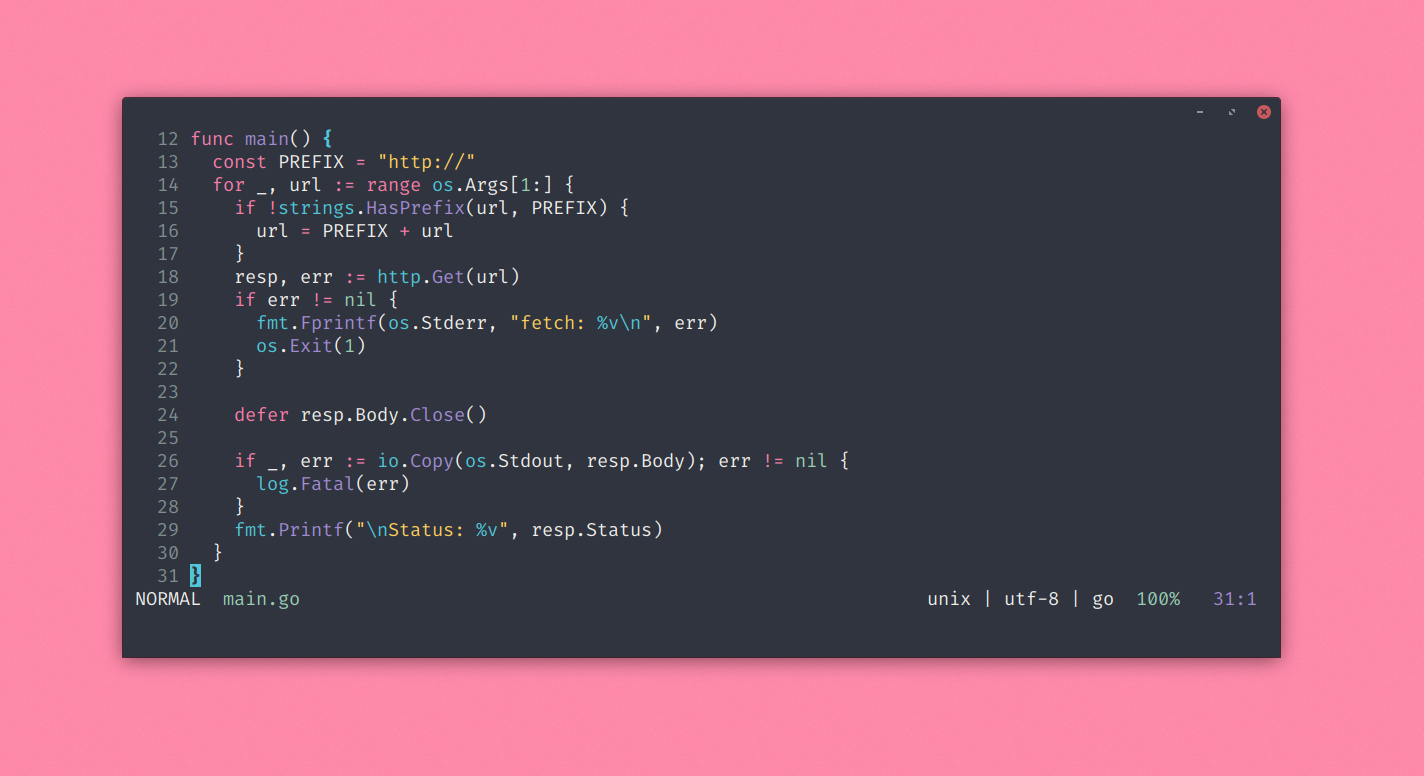 12 func main() {
13   const PREFIX = "http://"
14   for _, url := range os.Args[1:] {
15     if !strings.HasPrefix(url, PREFIX) {
16       url = PREFIX + url
17     }
18     resp, err := http.Get(url)
19     if err != nil {
20       fmt.Fprintf(os.Stderr, "fetch: %v\n", err)
21       os.Exit(1)
22     }
23
24     defer resp.Body.Close()
25
26     if _, err := io.Copy(os.Stdout, resp.Body); err != nil {
27       log.Fatal(err)
28     }
29     fmt.Printf("\nStatus: %v", resp.Status)
30   }
31 }
NORMAL  main.go  unix | utf-8 | go  100%  31:1